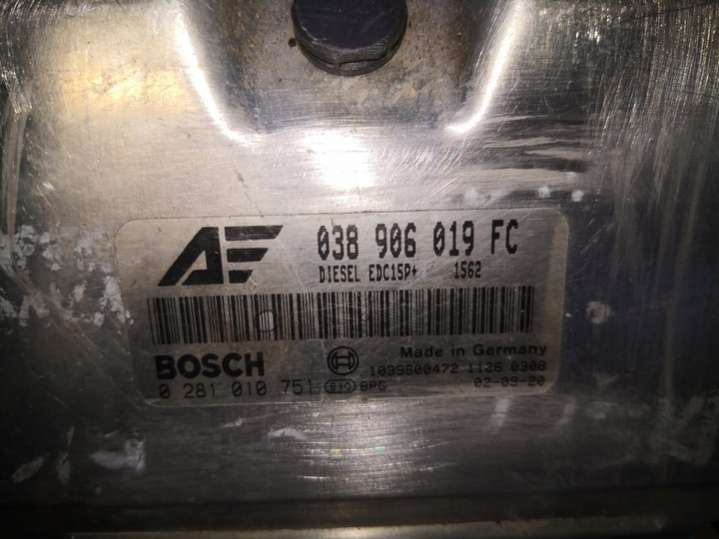 AE 038 906 019 FC
DIESEL EDC15P+ 1562
BOSCH Made in Germany
1039S00472 1126 0308
0 281 010 751 BPG 02-09-20